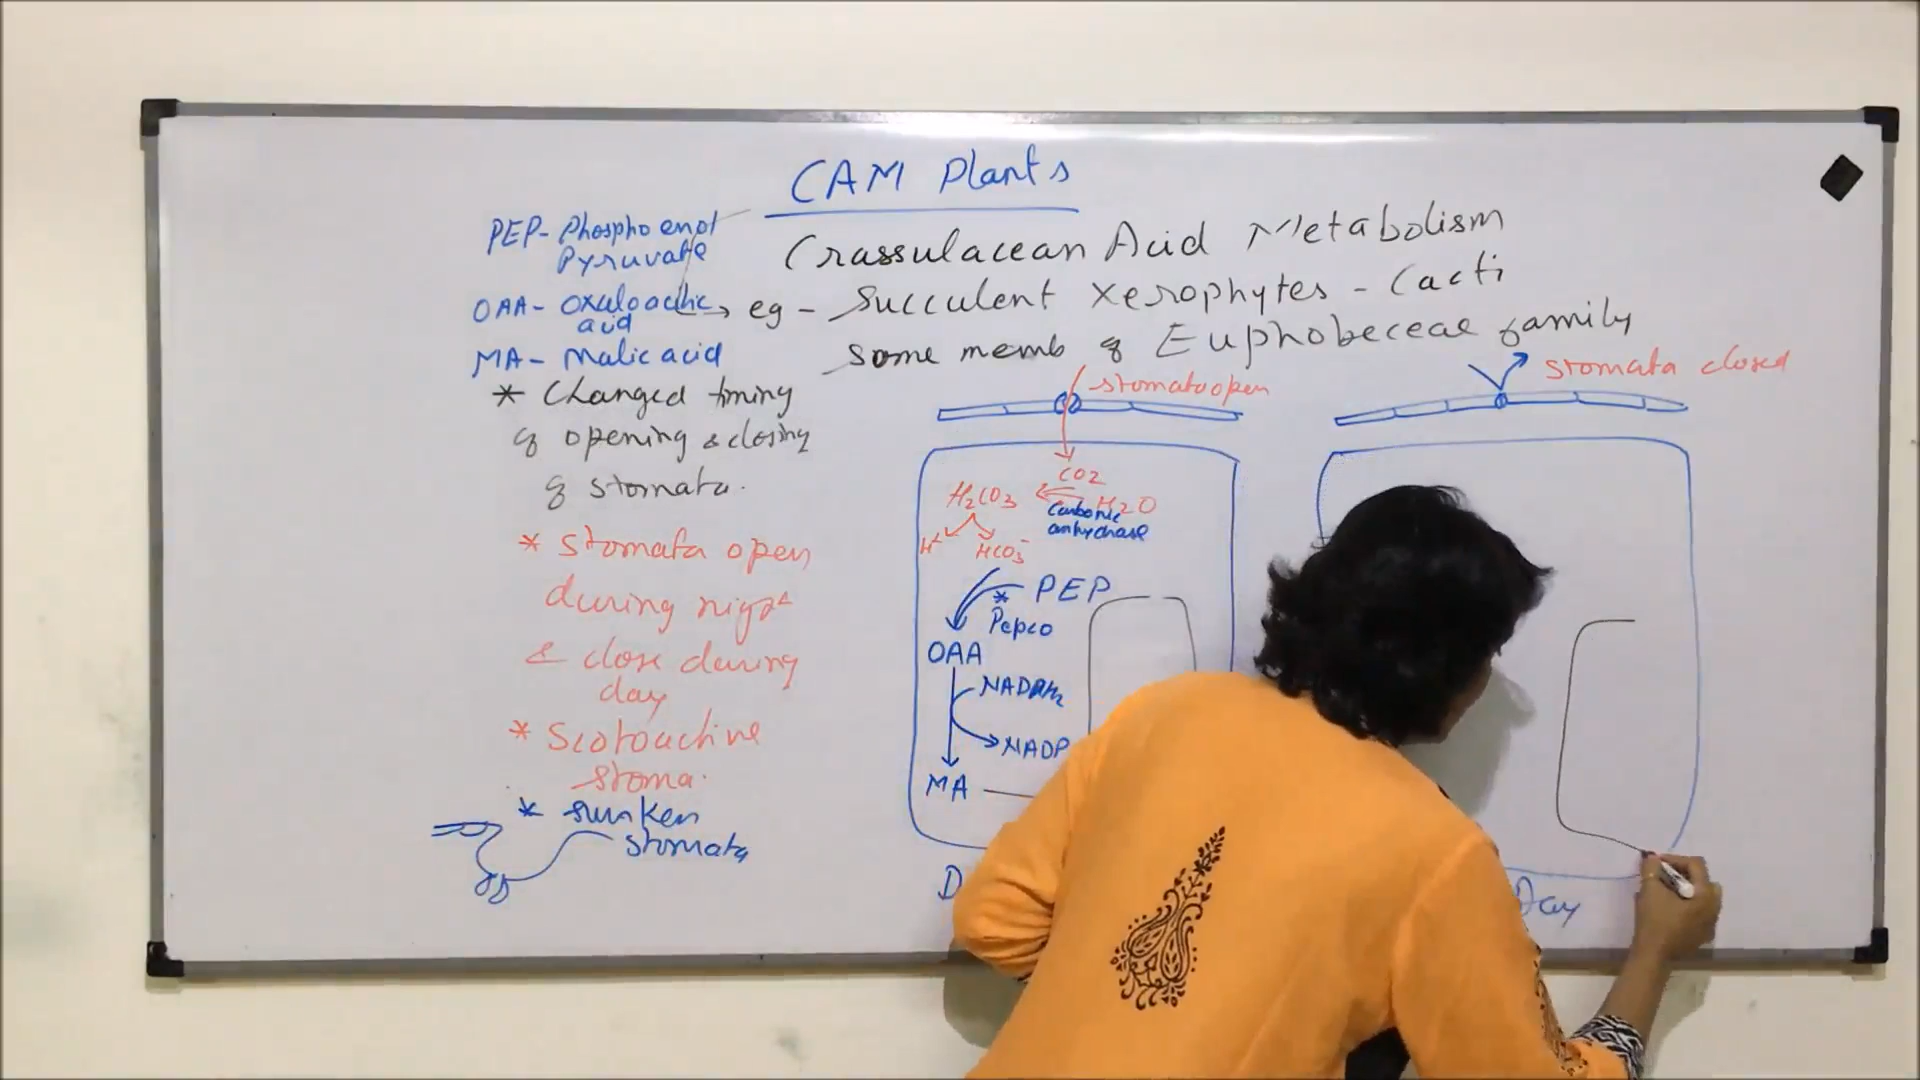 CAM Plants
PEP- Phosphoenol
Pyruvate
OAA- Oxaloacetic
acid
MA- Malic acid
Crassulacean Acid Metabolism
eg - Succulent Xerophytes - Cacti
some memb of Euphobeceae family
* Changed timing
of opening & closing
of stomata.
* Stomata open
during night
& close during
day
* Scotoactive
stoma.
* sunken
stomata
stomata open
CO2
H2O
H2CO3
Carbonic
anhydrase
H+
HCO3-
PEP
*
Pepco
OAA
NADPH2
NADP
MA
D
stomata closed
Day